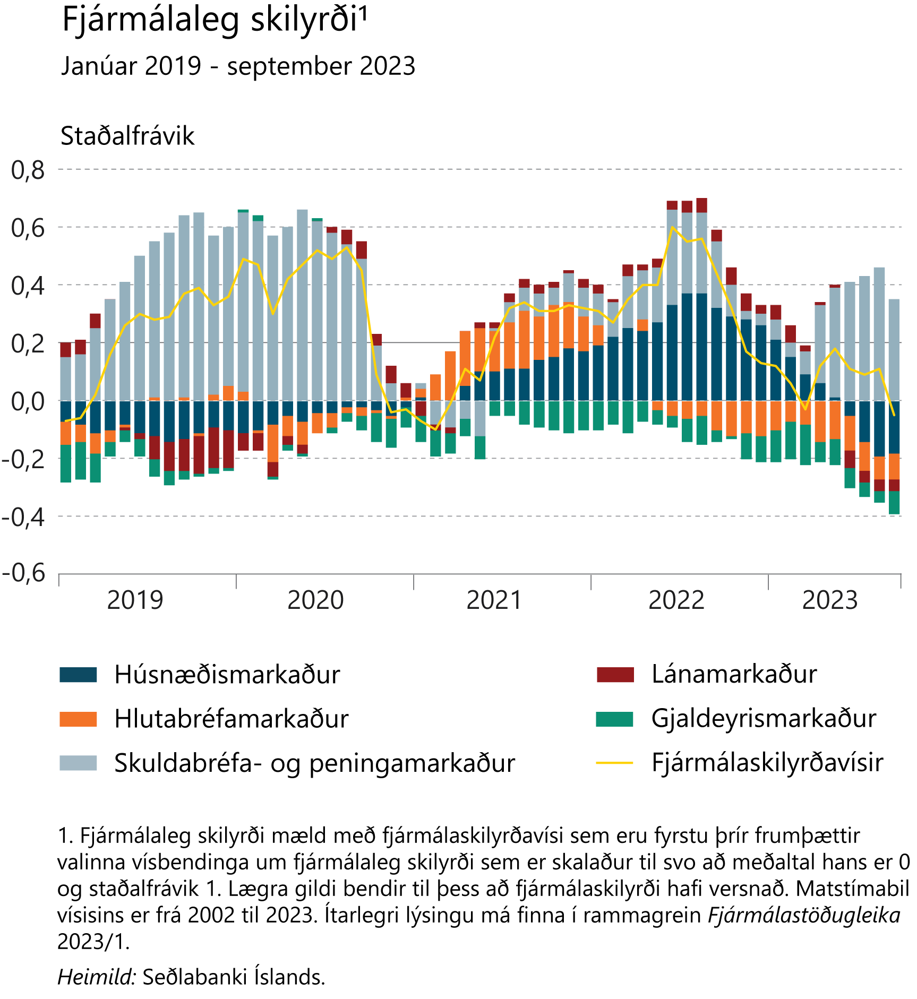 Fjármálaleg skilyrði¹
Janúar 2019 - september 2023
Staðalfrávik
0,8
0,6
0,4
0,2
0,0
-0,2
-0,4
-0,6
2019 2020 2021 2022 2023
Húsnæðismarkaður
Hlutabréfamarkaður
Skuldabréfa- og peningamarkaður
Lánamarkaður
Gjaldeyrismarkaður
Fjármálaskilyrðavísir
1. Fjármálaleg skilyrði mæld með fjármálaskilyrðavísi sem eru fyrstu þrír frumþættir
valinna vísbendinga um fjármálaleg skilyrði sem er skalaður til svo að meðaltal hans er 0
og staðalfrávik 1. Lægra gildi bendir til þess að fjármálaskilyrði hafi versnað. Matstímabil
vísisins er frá 2002 til 2023. Ítarlegri lýsingu má finna í rammagrein Fjármálastöðugleika
2023/1.
Heimild: Seðlabanki Íslands.